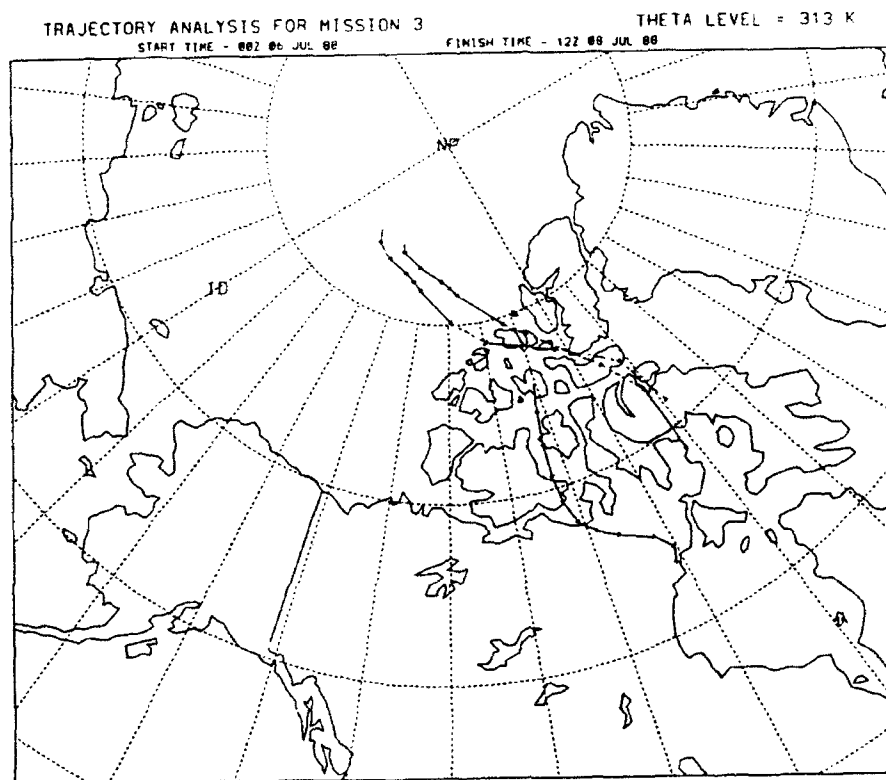 TRAJECTORY ANALYSIS FOR MISSION 3
THETA LEVEL = 313 K
START TIME - 00Z 06 JUL 88
FINISH TIME - 12Z 08 JUL 88
NP